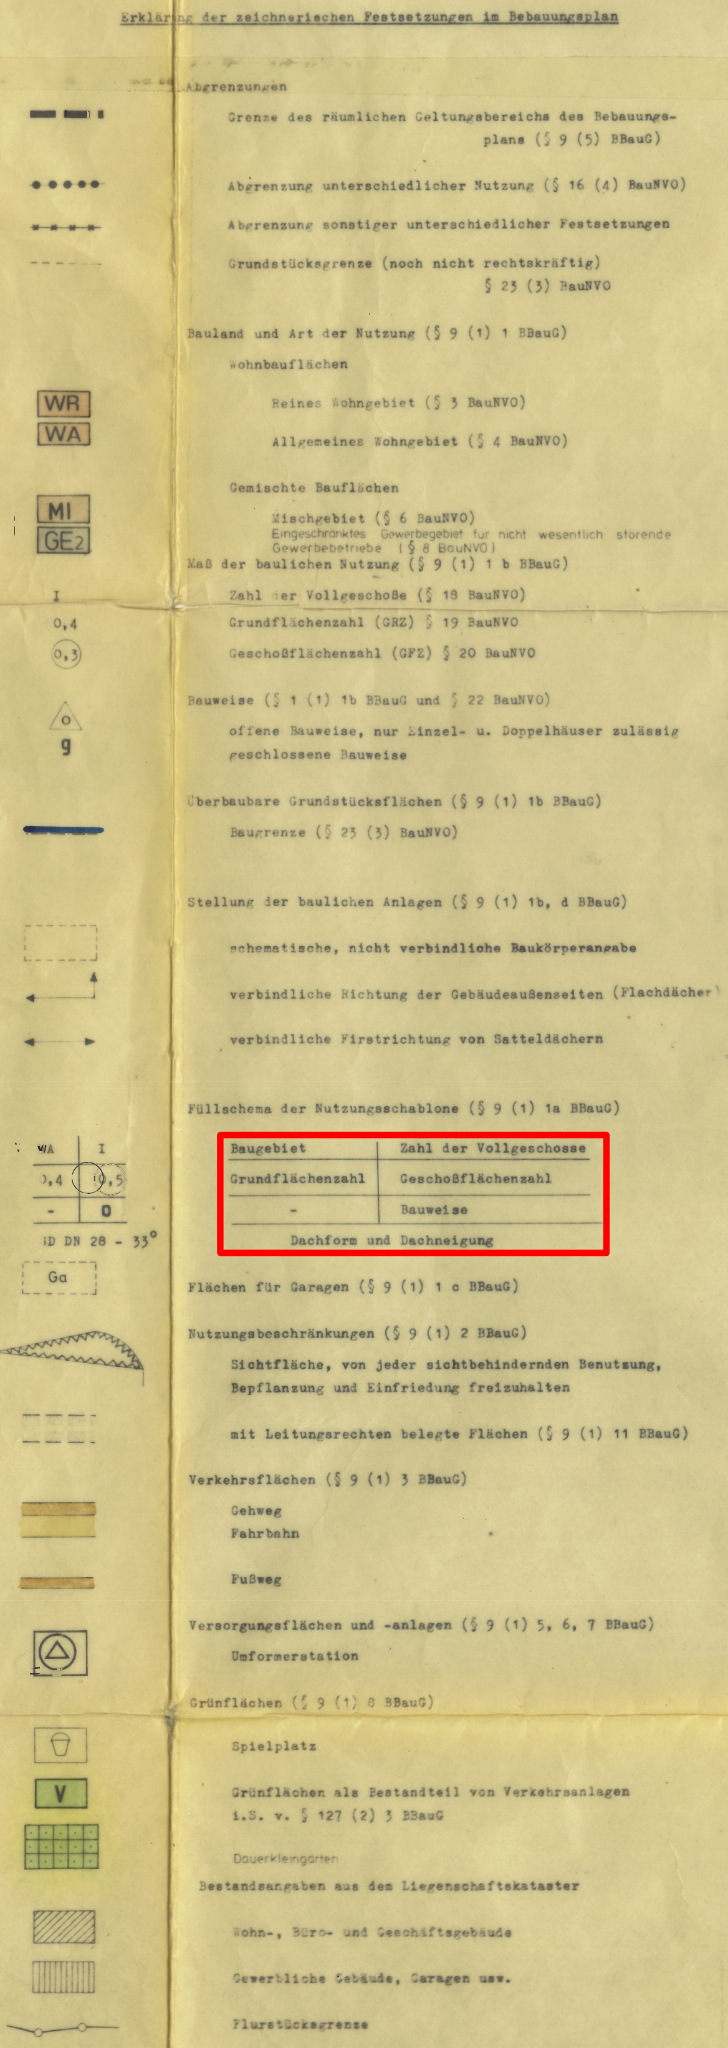 Erklärung der zeichnerischen Festsetzungen im Bebauungsplan
Abgrenzungen
Grenze des räumlichen Geltungsbereichs des Bebauungs-
plans (§ 9 (5) BBauG)
Abgrenzung unterschiedlicher Nutzung (§ 16 (4) BauNVO)
Abgrenzung sonstiger unterschiedlicher Festsetzungen
Grundstücksgrenze (noch nicht rechtskräftig)
§ 23 (3) BauNVO
Bauland und Art der Nutzung (§ 9 (1) 1 BBauG)
Wohnbauflächen
WR Reines Wohngebiet (§ 3 BauNVO)
WA Allgemeines Wohngebiet (§ 4 BauNVO)
Gemischte Bauflächen
MI Mischgebiet (§ 6 BauNVO)
GE2 Eingeschränktes Gewerbegebiet für nicht wesentlich störende
Gewerbebetriebe (§ 8 BauNVO)
Maß der baulichen Nutzung (§ 9 (1) 1 b BBauG)
I Zahl der Vollgeschoße (§ 18 BauNVO)
0,4 Grundflächenzahl (GRZ) § 19 BauNVO
0,3 Geschoßflächenzahl (GFZ) § 20 BauNVO
Bauweise (§ 1 (1) 1b BBauG und § 22 BauNVO)
o offene Bauweise, nur Einzel- u. Doppelhäuser zulässig
g geschlossene Bauweise
Überbaubare Grundstücksflächen (§ 9 (1) 1b BBauG)
Baugrenze (§ 23 (3) BauNVO)
Stellung der baulichen Anlagen (§ 9 (1) 1b, d BBauG)
schematische, nicht verbindliche Baukörperangabe
verbindliche Richtung der Gebäudeaußenseiten (Flachdächer)
verbindliche Firstrichtung von Satteldächern
Füllschema der Nutzungsschablone (§ 9 (1) 1a BBauG)
WA I Baugebiet Zahl der Vollgeschosse
0,4 0,5 Grundflächenzahl Geschoßflächenzahl
- O - Bauweise
SD DN 28 - 33° Dachform und Dachneigung
Ga Flächen für Garagen (§ 9 (1) 1 c BBauG)
Nutzungsbeschränkungen (§ 9 (1) 2 BBauG)
Sichtfläche, von jeder sichtbehindernden Benutzung,
Bepflanzung und Einfriedung freizuhalten
mit Leitungsrechten belegte Flächen (§ 9 (1) 11 BBauG)
Verkehrsflächen (§ 9 (1) 3 BBauG)
Gehweg
Fahrbahn
Fußweg
Versorgungsflächen und -anlagen (§ 9 (1) 5, 6, 7 BBauG)
Umformerstation
Grünflächen (§ 9 (1) 8 BBauG)
Spielplatz
V Grünflächen als Bestandteil von Verkehrsanlagen
i.S. v. § 127 (2) 3 BBauG
Dauerkleingärten
Bestandsangaben aus dem Liegenschaftskataster
Wohn-, Büro- und Geschäftsgebäude
Gewerbliche Gebäude, Garagen usw.
Flurstücksgrenze